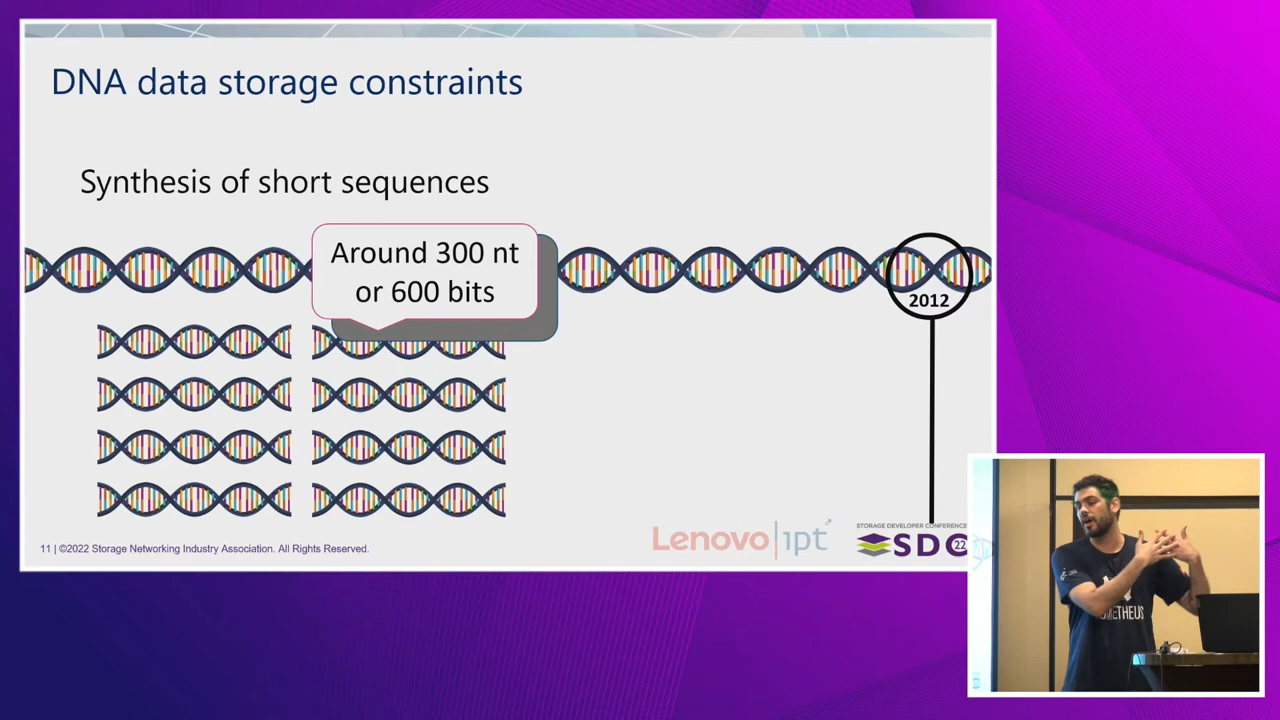 DNA data storage constraints
Synthesis of short sequences
Around 300 nt
or 600 bits
2012
11 | ©2022 Storage Networking Industry Association. All Rights Reserved.
Lenovo
ipt
STORAGE DEVELOPER CONFERENCE
SDC
22